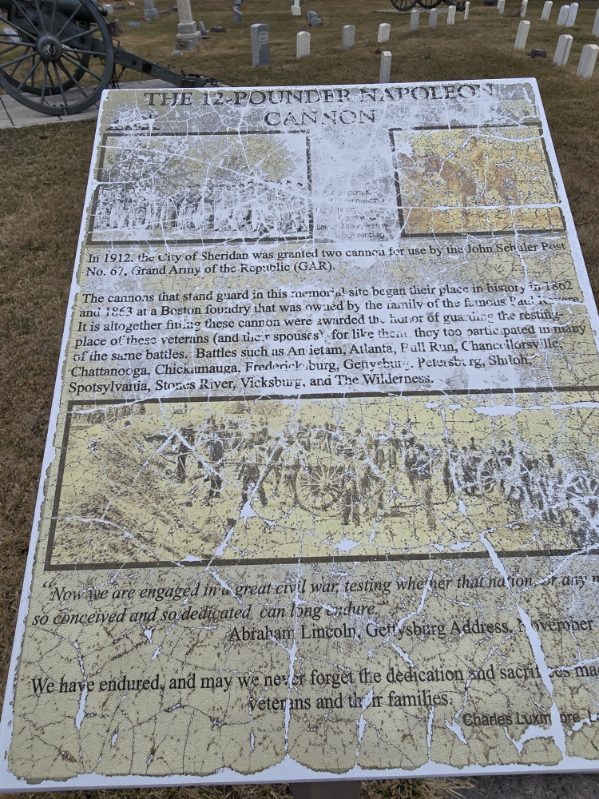 THE 12-POUNDER NAPOLEON
CANNON
In 1912, the City of Sheridan was granted two cannon for use by the John Schuler Post
No. 67, Grand Army of the Republic (GAR).
The cannons that stand guard in this memorial site began their place in history in 1862
and 1863 at a Boston foundry that was owned by the family of the famous Paul Revere.
It is altogether fitting these cannon were awarded the honor of guarding the resting-
place of these veterans (and their spouses), for like them, they too participated in many
of the same battles. Battles such as Antietam, Atlanta, Bull Run, Chancellorsville,
Chattanooga, Chickamauga, Fredericksburg, Gettysburg, Petersburg, Shiloh,
Spotsylvania, Stones River, Vicksburg, and The Wilderness.
"Now we are engaged in a great civil war, testing whether that nation, or any n
so conceived and so dedicated, can long endure.
Abraham Lincoln, Gettysburg Address, November
We have endured, and may we never forget the dedication and sacrifices ma
veterans and their families.
Charles Luxmore